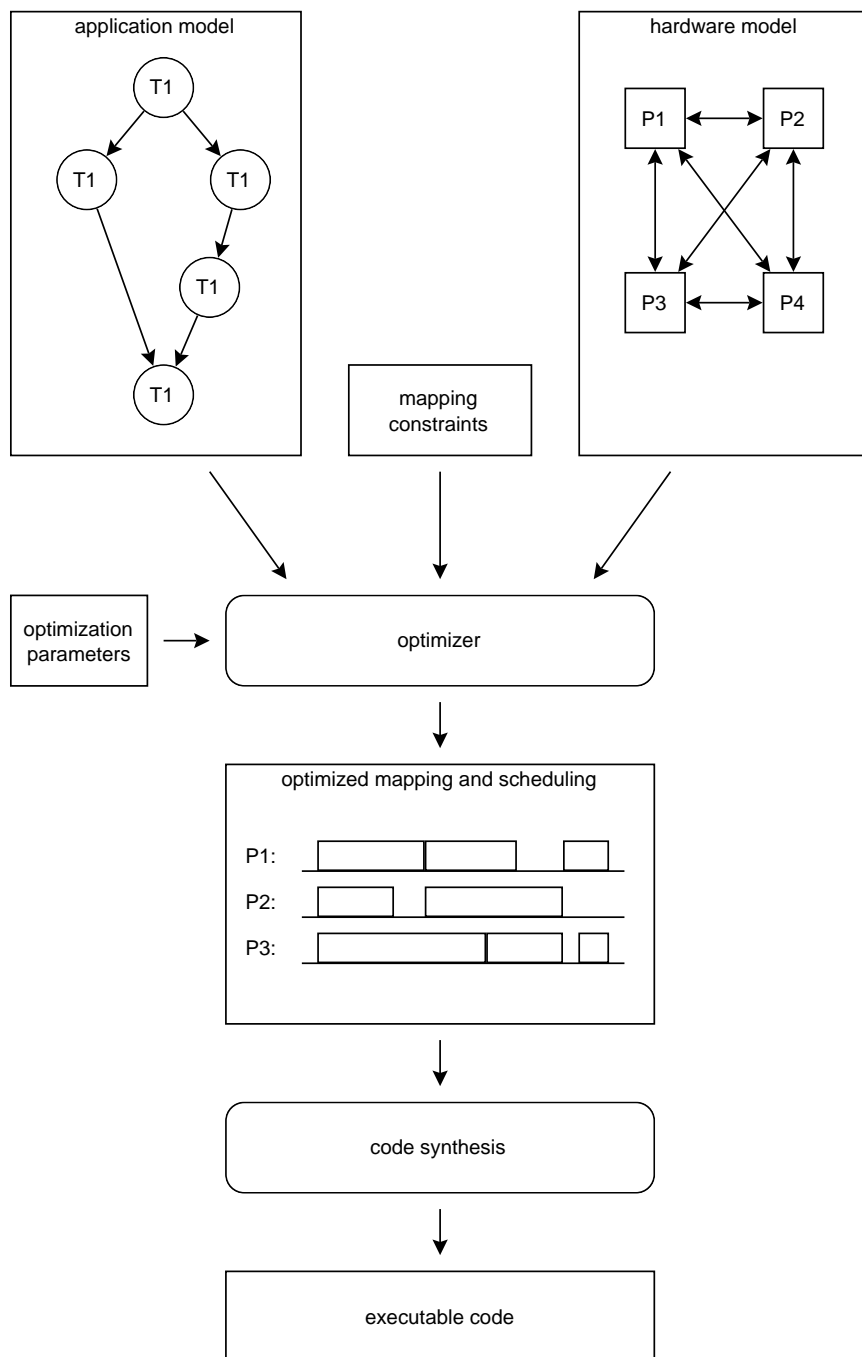 application model
hardware model
T1
T1
T1
T1
T1
P1
P2
P3
P4
mapping
constraints
optimization
parameters
optimizer
optimized mapping and scheduling
P1:
P2:
P3:
code synthesis
executable code